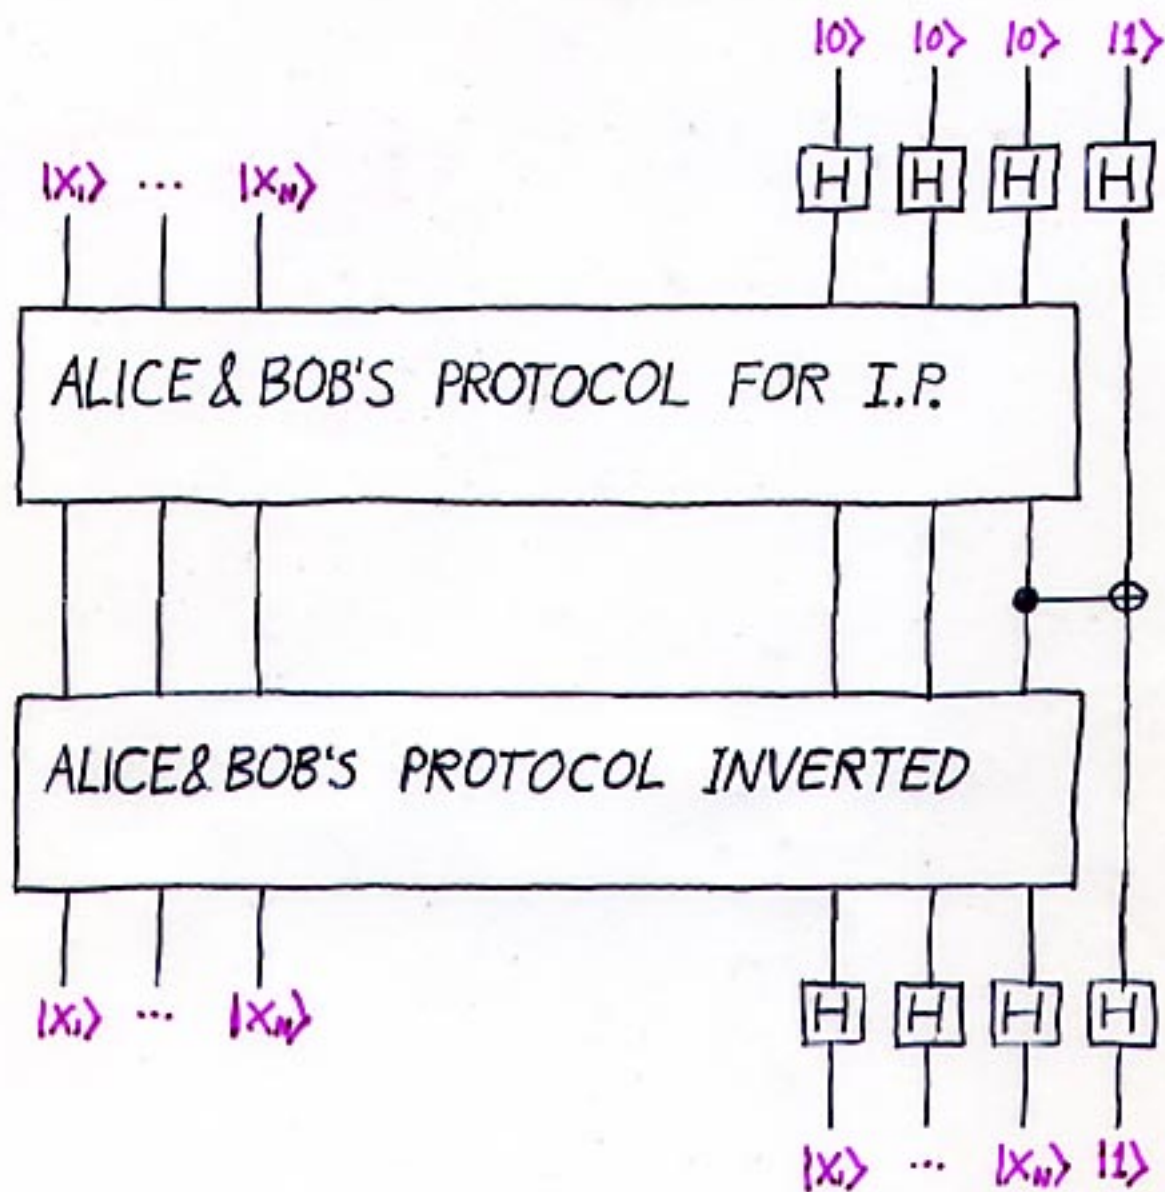 |0⟩ |0⟩ |0⟩ |1⟩
H H H H
|X₁⟩ ... |X_N⟩
ALICE & BOB'S PROTOCOL FOR I.P.
ALICE & BOB'S PROTOCOL INVERTED
|X₁⟩ ... |X_N⟩
H H H H
|X₁⟩ ... |X_N⟩ |1⟩